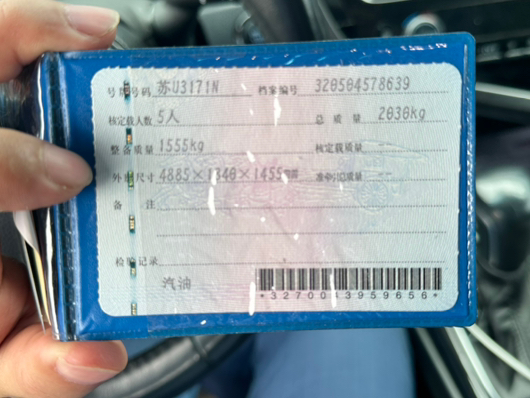 号牌号码 苏U3171N 档案编号 320504578639
核定载人数 5人 总质量 2030kg
整备质量 1555kg 核定载质量 --
外廓尺寸 4885×1840×1455mm 准牵引总质量 --
备注
检验记录
汽油
*3270043959656*